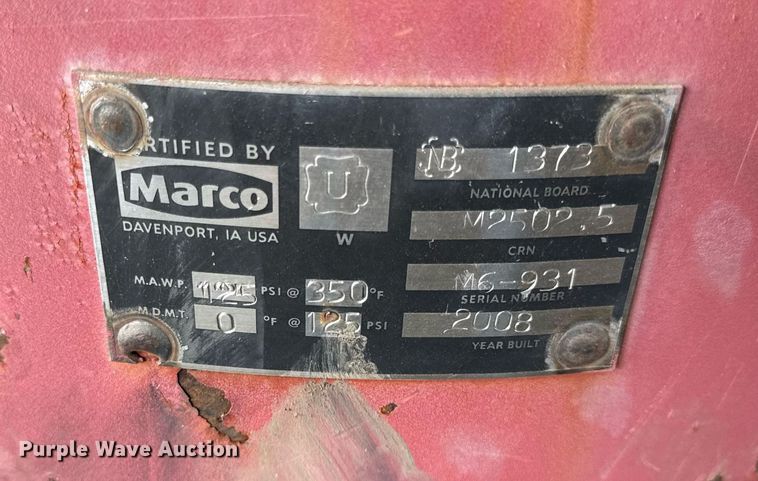 CERTIFIED BY
Marco
DAVENPORT, IA USA
U
W
NB 1373
NATIONAL BOARD
M2502.5
CRN
M6-931
SERIAL NUMBER
2008
YEAR BUILT
M.A.W.P. 125 PSI @ 350 °F
M.D.M.T. 0 °F @ 125 PSI
Purple Wave Auction